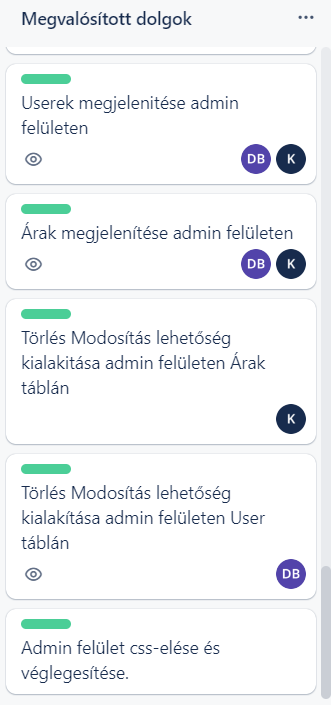 Megvalósított dolgok
Userek megjelenitése admin
felületen
DB K
Árak megjelenítése admin felületen
DB K
Törlés Modosítás lehetőség
kialakitása admin felületen Árak
táblán
K
Törlés Modosítás lehetőség
kialakítása admin felületen User
táblán
DB
Admin felület css-elése és
véglegesítése.